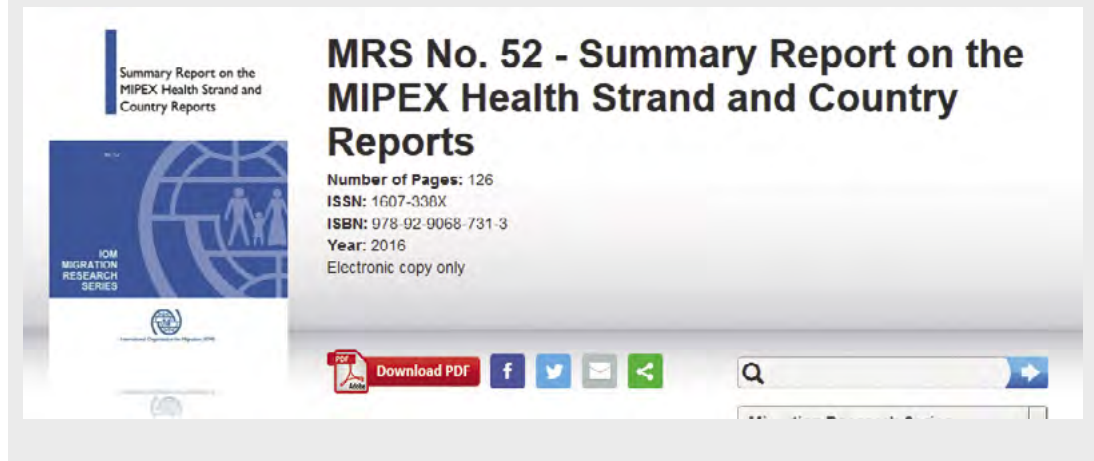 Summary Report on the
MIPEX Health Strand and
Country Reports
IOM
MIGRATION
RESEARCH
SERIES
MRS No. 52 - Summary Report on the
MIPEX Health Strand and Country
Reports
Number of Pages: 126
ISSN: 1607-338X
ISBN: 978-92-9068-731-3
Year: 2016
Electronic copy only
PDF
Adobe
Download PDF
f